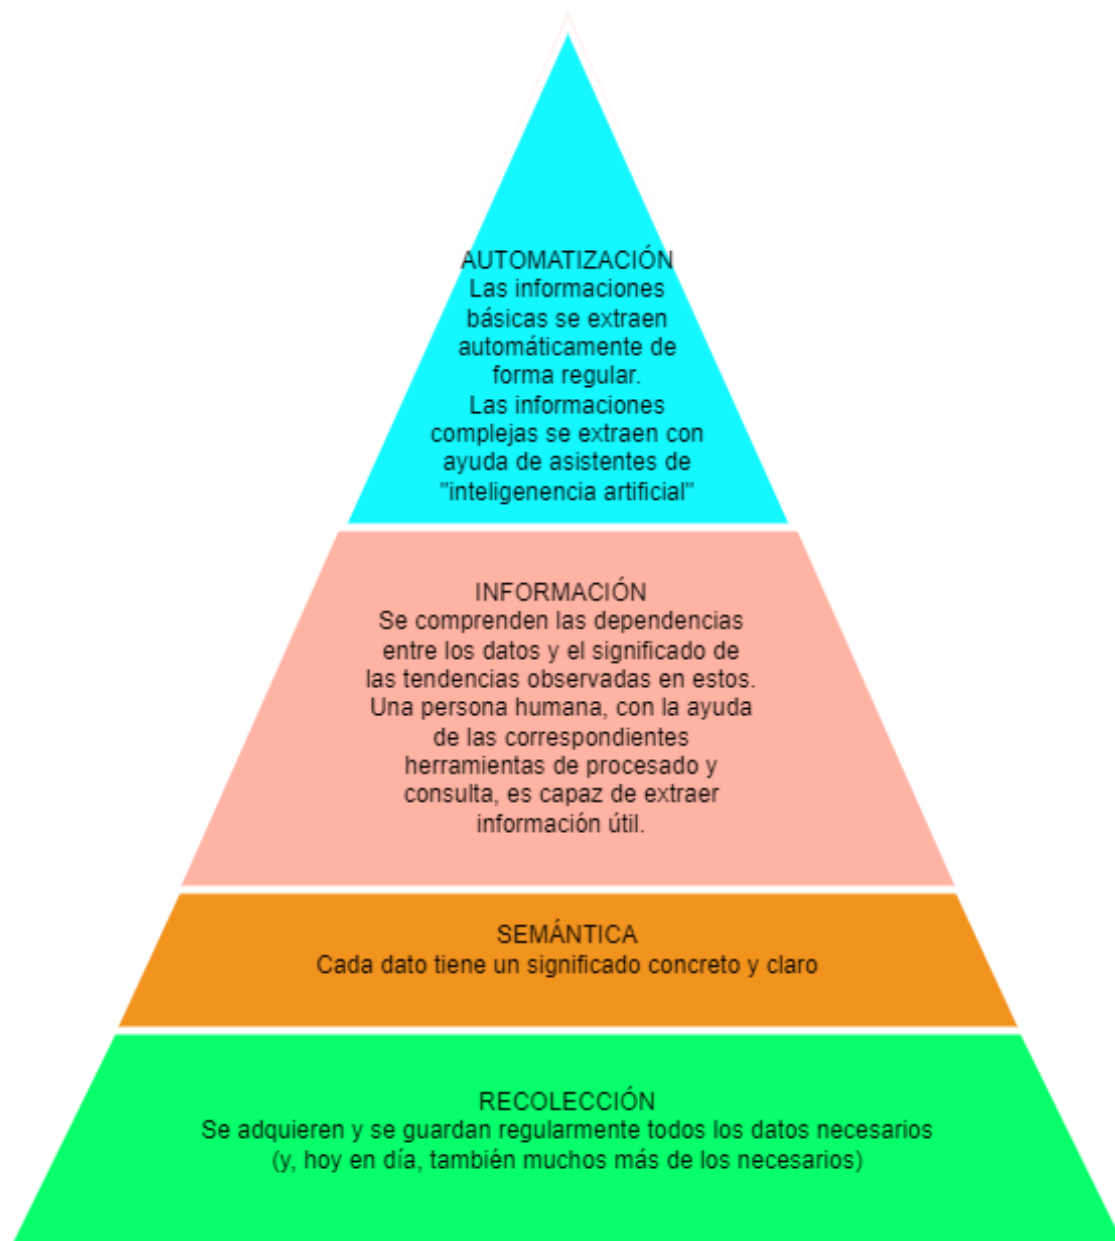 AUTOMATIZACIÓN
Las informaciones
básicas se extraen
automáticamente de
forma regular.
Las informaciones
complejas se extraen con
ayuda de asistentes de
"inteligenencia artificial"
INFORMACIÓN
Se comprenden las dependencias
entre los datos y el significado de
las tendencias observadas en estos.
Una persona humana, con la ayuda
de las correspondientes
herramientas de procesado y
consulta, es capaz de extraer
información útil.
SEMÁNTICA
Cada dato tiene un significado concreto y claro
RECOLECCIÓN
Se adquieren y se guardan regularmente todos los datos necesarios
(y, hoy en día, también muchos más de los necesarios)